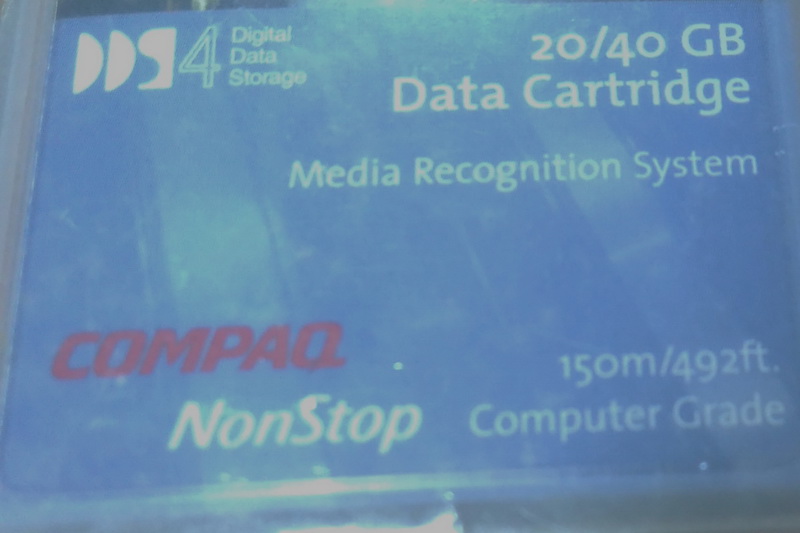 DDS4 Digital
Data
Storage
20/40 GB
Data Cartridge
Media Recognition System
COMPAQ
NonStop
150m/492ft.
Computer Grade